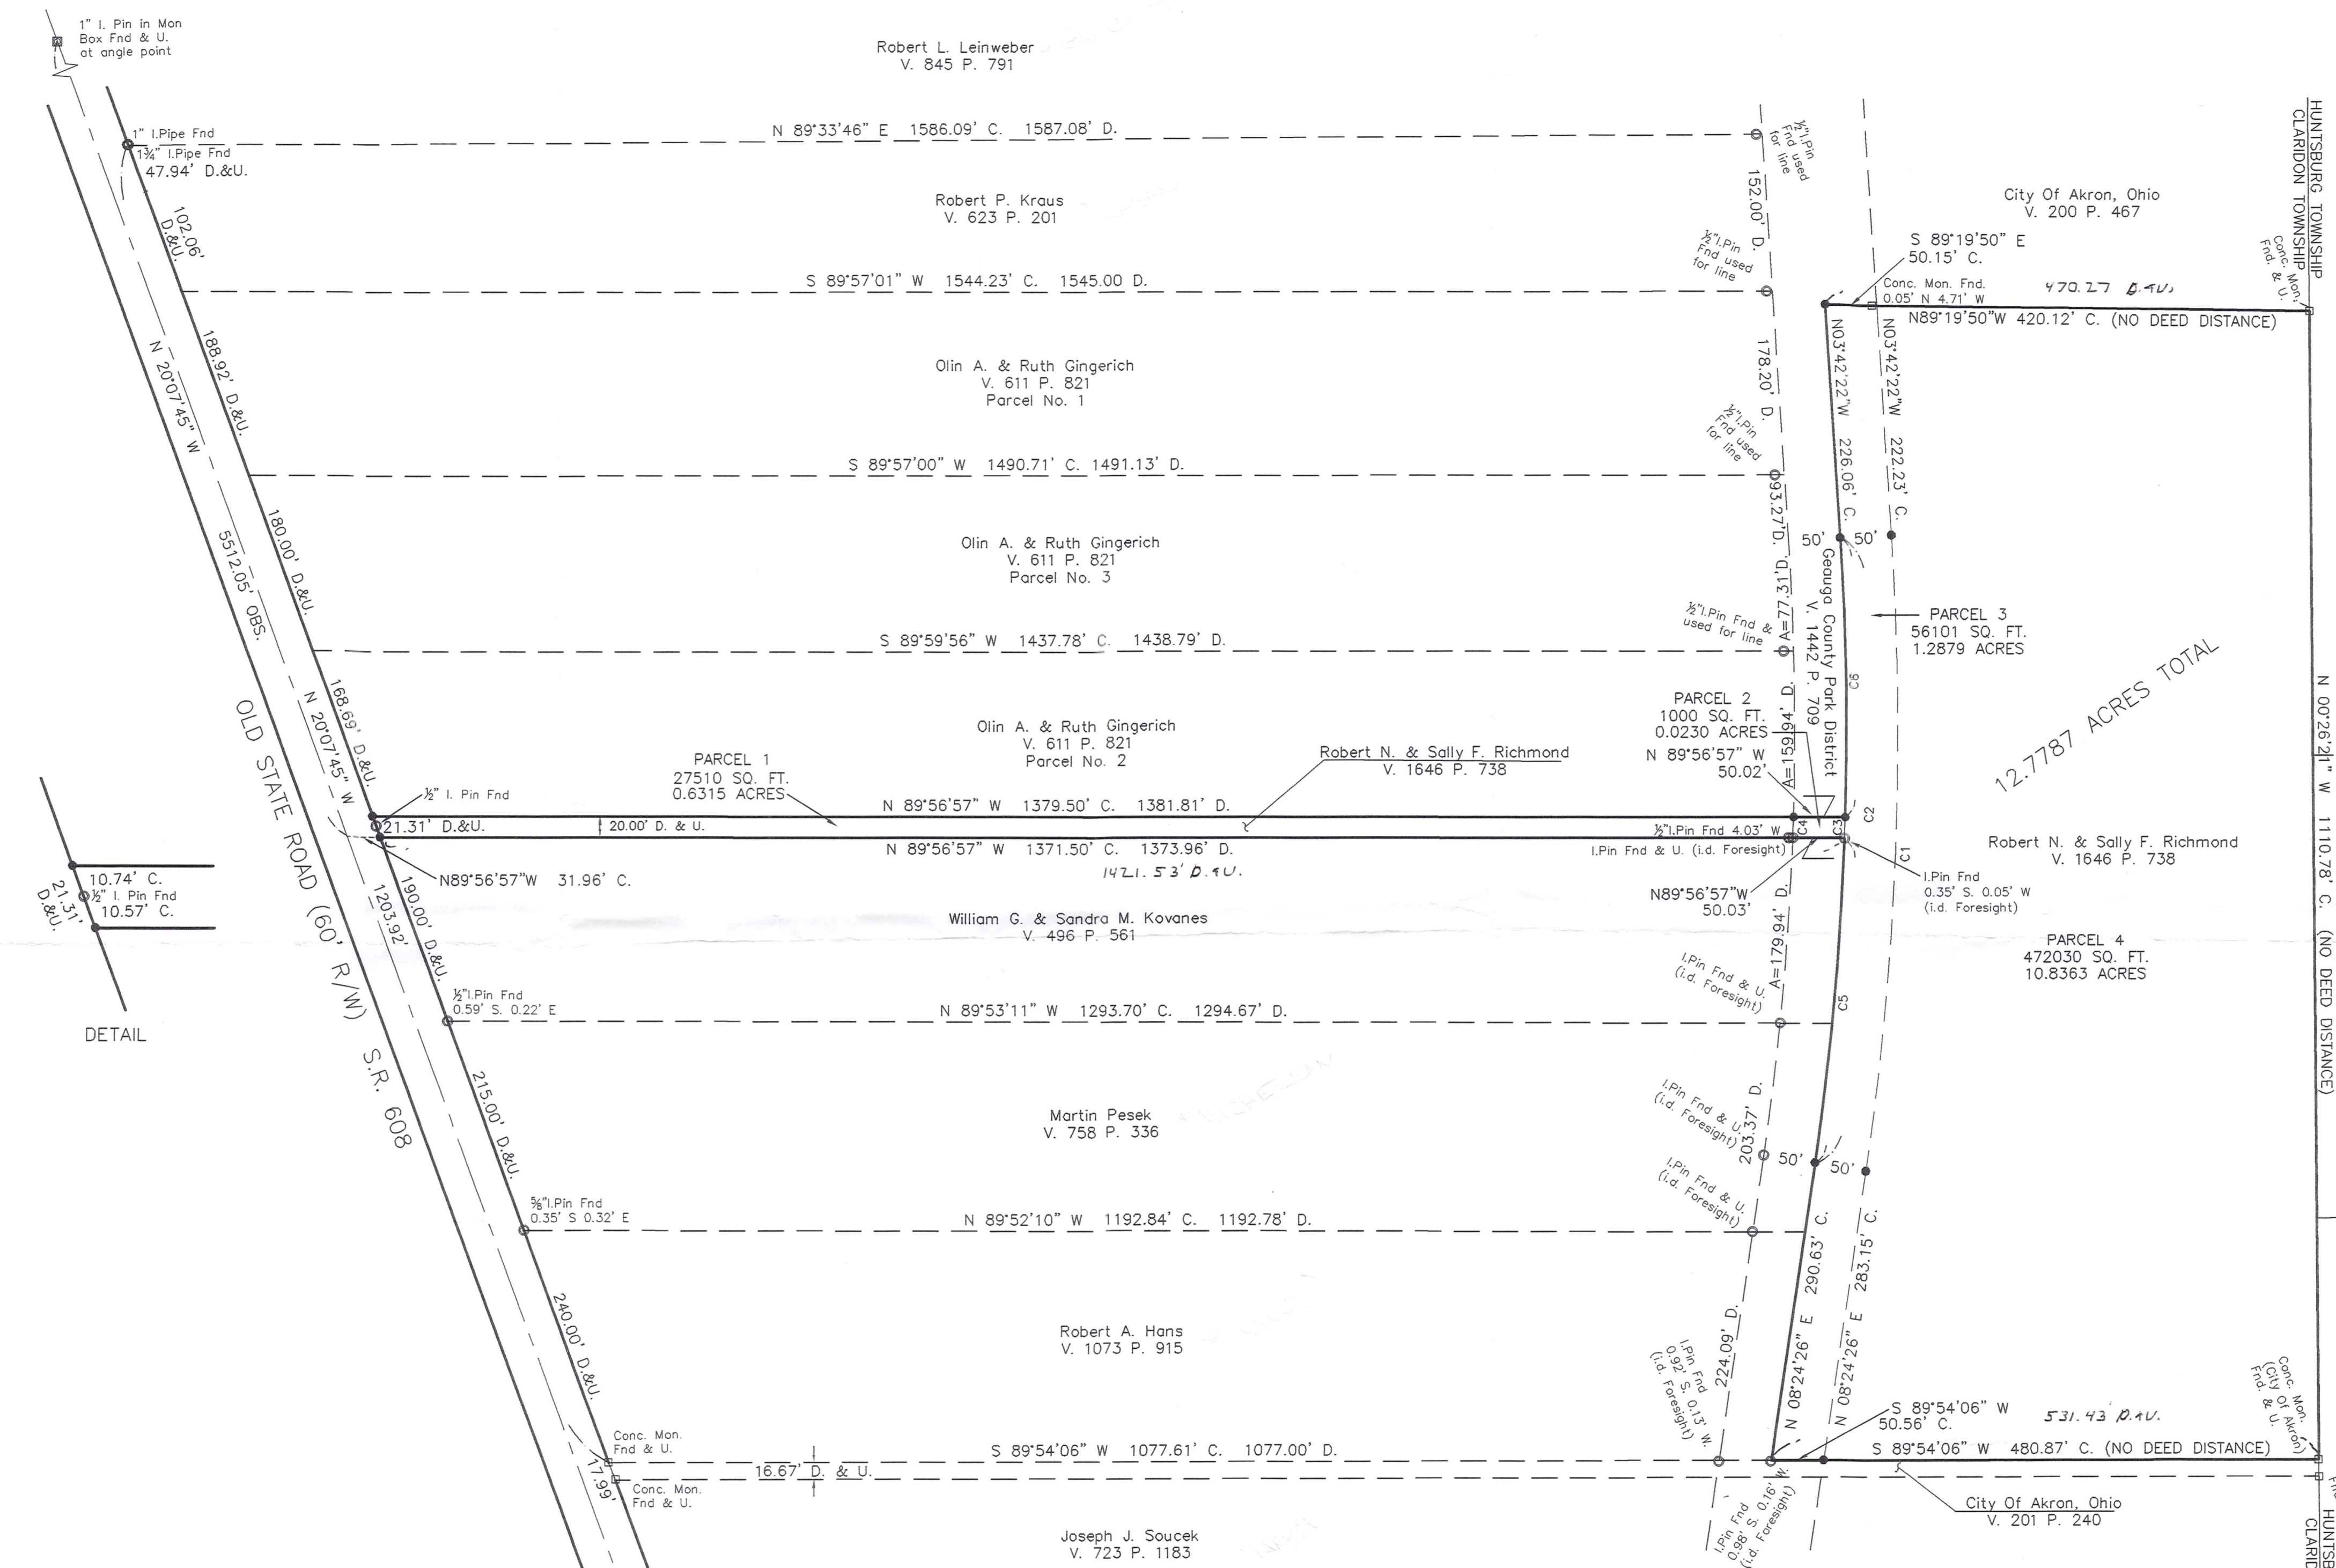 1" I. Pin in Mon
Box Fnd & U.
at angle point
Robert L. Leinweber
V. 845 P. 791
1" I.Pipe Fnd
1¾" I.Pipe Fnd
47.94' D.&U.
N 89°33'46" E 1586.09' C. 1587.08' D.
½"I.Pin
Fnd used
for line
HUNTSBURG TOWNSHIP
CLARIDON TOWNSHIP
102.06'
D.&U.
Robert P. Kraus
V. 623 P. 201
152.00' D.
City Of Akron, Ohio
V. 200 P. 467
S 89°19'50" E
50.15' C.
Conc. Mon.
Fnd. & U.
½"I.Pin
Fnd used
for line
S 89°57'01" W 1544.23' C. 1545.00 D.
Conc. Mon. Fnd.
0.05' N 4.71' W
470.27 D.&U.
N89°19'50"W 420.12' C. (NO DEED DISTANCE)
188.92' D.&U.
N 20°07'45" W
Olin A. & Ruth Gingerich
V. 611 P. 821
Parcel No. 1
178.20' D.
N03°42'22"W 226.06' C.
N03°42'22"W 222.23' C.
½"I.Pin
Fnd used
for line
S 89°57'00" W 1490.71' C. 1491.13' D.
180.00' D.&U.
5512.05' OBS.
Olin A. & Ruth Gingerich
V. 611 P. 821
Parcel No. 3
93.27'D.
A=77.31'D.
50' 50'
Geauga County Park District
V. 1442 P. 709
PARCEL 3
56101 SQ. FT.
1.2879 ACRES
½"I.Pin Fnd &
used for line
S 89°59'56" W 1437.78' C. 1438.79' D.
12.7787 ACRES TOTAL
N 00°26'21" W 1110.78' C. (NO DEED DISTANCE)
C6
168.69' D.&U.
N 20°07'45" W
OLD STATE ROAD (60' R/W) S.R. 608
Olin A. & Ruth Gingerich
V. 611 P. 821
Parcel No. 2
A=159.94' D.
PARCEL 2
1000 SQ. FT.
0.0230 ACRES
N 89°56'57" W
50.02'
PARCEL 1
27510 SQ. FT.
0.6315 ACRES
Robert N. & Sally F. Richmond
V. 1646 P. 738
½" I. Pin Fnd
N 89°56'57" W 1379.50' C. 1381.81' D.
21.31' D.&U.
20.00' D. & U.
½"I.Pin Fnd 4.03' W
I.Pin Fnd & U. (i.d. Foresight)
C4
C3
C2
C1
N 89°56'57" W 1371.50' C. 1373.96' D.
1421.53' D.&U.
N89°56'57"W 31.96' C.
Robert N. & Sally F. Richmond
V. 1646 P. 738
I.Pin Fnd
0.35' S. 0.05' W
(i.d. Foresight)
N89°56'57"W
50.03'
10.74' C.
½" I. Pin Fnd
10.57' C.
21.31'
D.&U.
DETAIL
190.00' D.&U.
1203.92'
William G. & Sandra M. Kovanes
V. 496 P. 561
A=179.94' D.
PARCEL 4
472030 SQ. FT.
10.8363 ACRES
I.Pin Fnd & U.
(i.d. Foresight)
½"I.Pin Fnd
0.59' S. 0.22' E
N 89°53'11" W 1293.70' C. 1294.67' D.
C5
215.00' D.&U.
Martin Pesek
V. 758 P. 336
I.Pin Fnd & U.
(i.d. Foresight)
203.37' D.
50' 50'
I.Pin Fnd & U.
(i.d. Foresight)
⅝"I.Pin Fnd
0.35' S 0.32' E
N 89°52'10" W 1192.84' C. 1192.78' D.
240.00' D.&U.
Robert A. Hans
V. 1073 P. 915
224.09' D.
N 08°24'26" E 290.63' C.
N 08°24'26" E 283.15' C.
I.Pin Fnd
0.92' S. 0.13' W.
(i.d. Foresight)
Conc. Mon.
(City Of Akron)
Fnd. & U.
S 89°54'06" W
50.56' C.
531.43' D.&U.
Conc. Mon.
Fnd & U.
S 89°54'06" W 1077.61' C. 1077.00' D.
S 89°54'06" W 480.87' C. (NO DEED DISTANCE)
17.99'
16.67' D. & U.
Conc. Mon.
Fnd & U.
I.Pin Fnd
0.98' S. 0.16' W.
(i.d. Foresight)
City Of Akron, Ohio
V. 201 P. 240
Joseph J. Soucek
V. 723 P. 1183